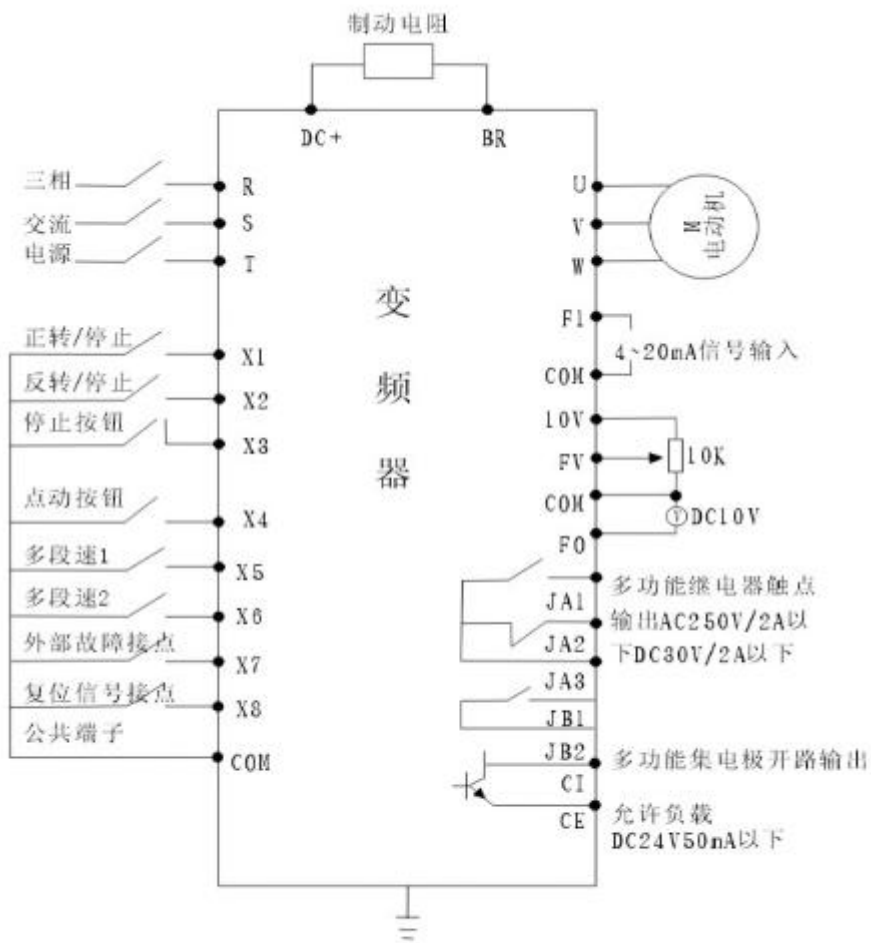 制动电阻
DC+
BR
三相
R
交流
S
电源
T
正转/停止
X1
反转/停止
X2
停止按钮
X3
点动按钮
X4
多段速1
X5
多段速2
X6
外部故障接点
X7
复位信号接点
X8
公共端子
COM
变
频
器
U
V
W
M
电动机
F1
4~20mA信号输入
COM
10V
FV
10K
COM
V
DC10V
FO
JA1
多功能继电器触点
JA2
输出AC250V/2A以
下DC30V/2A以下
JA3
JB1
JB2
多功能集电极开路输出
CI
CE
允许负载
DC24V50mA以下